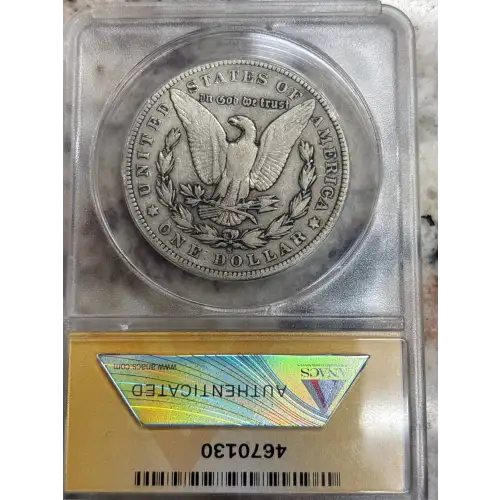 UNITED STATES OF AMERICA
In God We trust
ONE DOLLAR
www.anacs.com
ANACS
AUTHENTICATED
4670130